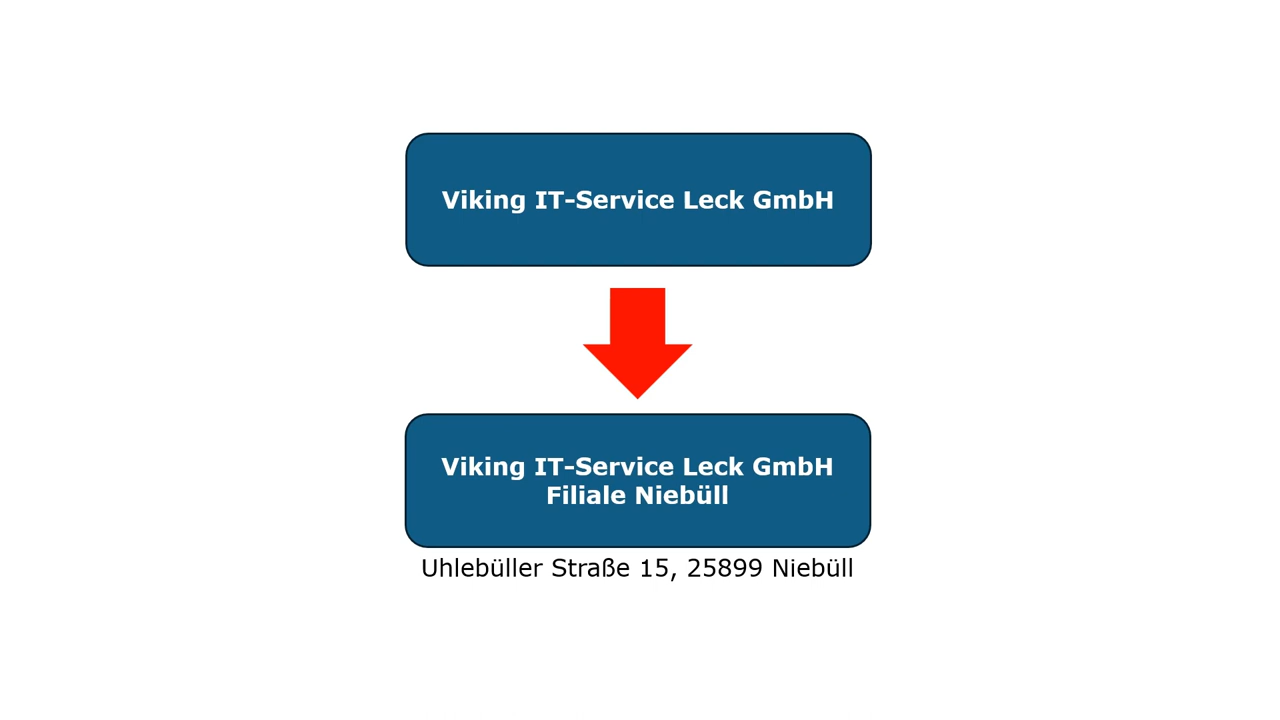 Viking IT-Service Leck GmbH
Viking IT-Service Leck GmbH
Filiale Niebüll
Uhlebüller Straße 15, 25899 Niebüll